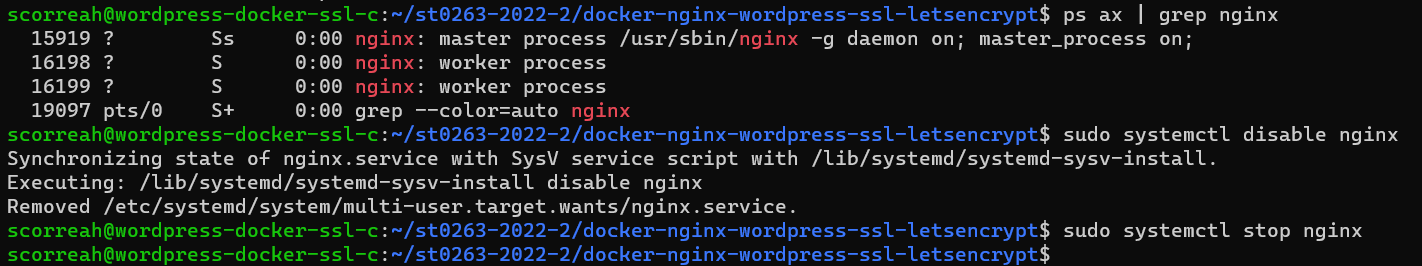 scorreah@wordpress-docker-ssl-c:~/st0263-2022-2/docker-nginx-wordpress-ssl-letsencrypt$ ps ax | grep nginx
  15919 ?        Ss     0:00 nginx: master process /usr/sbin/nginx -g daemon on; master_process on;
  16198 ?        S      0:00 nginx: worker process
  16199 ?        S      0:00 nginx: worker process
  19097 pts/0    S+     0:00 grep --color=auto nginx
scorreah@wordpress-docker-ssl-c:~/st0263-2022-2/docker-nginx-wordpress-ssl-letsencrypt$ sudo systemctl disable nginx
Synchronizing state of nginx.service with SysV service script with /lib/systemd/systemd-sysv-install.
Executing: /lib/systemd/systemd-sysv-install disable nginx
Removed /etc/systemd/system/multi-user.target.wants/nginx.service.
scorreah@wordpress-docker-ssl-c:~/st0263-2022-2/docker-nginx-wordpress-ssl-letsencrypt$ sudo systemctl stop nginx
scorreah@wordpress-docker-ssl-c:~/st0263-2022-2/docker-nginx-wordpress-ssl-letsencrypt$